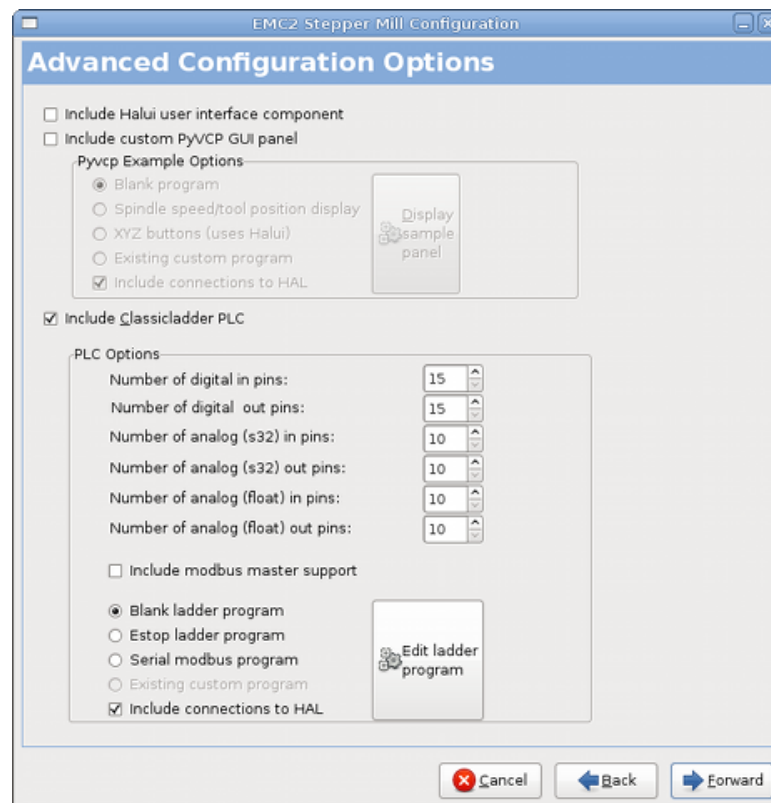 EMC2 Stepper Mill Configuration
Advanced Configuration Options
Include Halui user interface component
Include custom PyVCP GUI panel
Pyvcp Example Options
Blank program
Spindle speed/tool position display
XYZ buttons (uses Halui)
Existing custom program
Include connections to HAL
Display
sample
panel
Include Classicladder PLC
PLC Options
Number of digital in pins: 15
Number of digital  out pins: 15
Number of analog (s32) in pins: 10
Number of analog (s32) out pins: 10
Number of analog (float) in pins: 10
Number of analog (float) out pins: 10
Include modbus master support
Blank ladder program
Estop ladder program
Serial modbus program
Existing custom program
Include connections to HAL
Edit ladder
program
Cancel Back Forward